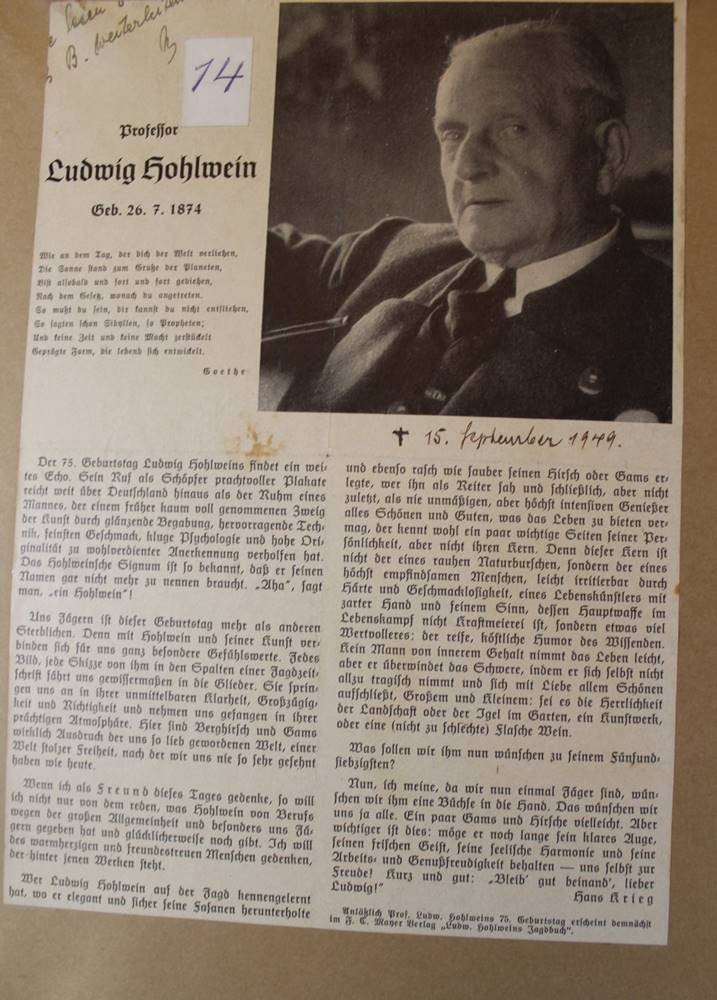 lesen
B. weiterleiten
14
Professor
Ludwig Hohlwein
Geb. 26. 7. 1874
Wie an dem Tag, der dich der Welt verliehen,
Die Sonne stand zum Gruße der Planeten,
Bist allsobald und fort und fort gediehen,
Nach dem Gesetz, wonach du angetreten.
So mußt du sein, dir kannst du nicht entfliehen,
So sagten schon Sibyllen, so Propheten;
Und keine Zeit und keine Macht zerstückelt
Geprägte Form, die lebend sich entwickelt.
Goethe
✝ 15. September 1949.
Der 75. Geburtstag Ludwig Hohlweins findet ein wei-
tes Echo. Sein Ruf als Schöpfer prachtvoller Plakate
reicht weit über Deutschland hinaus als der Ruhm eines
Mannes, der einem früher kaum voll genommenen Zweig
der Kunst durch glänzende Begabung, hervorragende Tech-
nik, feinsten Geschmack, kluge Psychologie und hohe Ori-
ginalität zu wohlverdienter Anerkennung verholfen hat.
Das Hohlweinsche Signum ist so bekannt, daß er seinen
Namen gar nicht mehr zu nennen braucht. „Aha", sagt
man, „ein Hohlwein"!
Uns Jägern ist dieser Geburtstag mehr als anderen
Sterblichen. Denn mit Hohlwein und seiner Kunst ver-
binden sich für uns ganz besondere Gefühlswerte. Jedes
Bild, jede Skizze von ihm in den Spalten einer Jagdzeit-
schrift fährt uns gewissermaßen in die Glieder. Sie sprin-
gen uns an in ihrer unmittelbaren Klarheit, Großzügig-
keit und Richtigkeit und nehmen uns gefangen in ihrer
prächtigen Atmosphäre. Hier sind Berghirsch und Gams
wirklich Ausdruck der uns so lieb gewordenen Welt, einer
Welt stolzer Freiheit, nach der wir uns nie so sehr gesehnt
haben wie heute.
Wenn ich als Freund dieses Tages gedenke, so will
ich nicht nur von dem reden, was Hohlwein von Berufs
wegen der großen Allgemeinheit und besonders uns Jä-
gern gegeben hat und glücklicherweise noch gibt. Ich will
des warmherzigen und freundestreuen Menschen gedenken,
der hinter jenen Werken steht.
Wer Ludwig Hohlwein auf der Jagd kennengelernt
hat, wo er elegant und sicher seine Fasanen herunterholte
und ebenso rasch wie sauber seinen Hirsch oder Gams er-
legte, wer ihn als Reiter sah und schließlich, aber nicht
zuletzt, als nie unmäßigen, aber höchst intensiven Genießer
alles Schönen und Guten, was das Leben zu bieten ver-
mag, der kennt wohl ein paar wichtige Seiten seiner Per-
sönlichkeit, aber nicht ihren Kern. Denn dieser Kern ist
nicht der eines rauhen Naturburschen, sondern der eines
höchst empfindsamen Menschen, leicht irritierbar durch
Härte und Geschmacklosigkeit, eines Lebenskünstlers mit
zarter Hand und feinem Sinn, dessen Hauptwaffe im
Lebenskampf nicht Kraftmeierei ist, sondern etwas viel
Wertvolleres: der reife, köstliche Humor des Wissenden.
Kein Mann von innerem Gehalt nimmt das Leben leicht,
aber er überwindet das Schwere, indem er sich selbst nicht
allzu tragisch nimmt und sich mit Liebe allem Schönen
aufschließt, Großem und Kleinem: sei es die Herrlichkeit
der Landschaft oder der Igel im Garten, ein Kunstwerk,
oder eine (nicht zu schlechte) Flasche Wein.
Was sollen wir ihm nun wünschen zu seinem Fünfund-
siebzigsten?
Nun, ich meine, da wir nun einmal Jäger sind, wün-
schen wir ihm eine Büchse in die Hand. Das wünschen wir
uns ja alle. Ein paar Gams und Hirsche vielleicht. Aber
wichtiger ist dies: möge er noch lange sein klares Auge,
seinen frischen Geist, seine seelische Harmonie und seine
Arbeits- und Genußfreudigkeit behalten — uns selbst zur
Freude! Kurz und gut: „Bleib' gut beinand', lieber
Ludwig!"
Hans Krieg
Anläßlich Prof. Ludw. Hohlweins 75. Geburtstag erscheint demnächst
im F. C. Mayer Verlag „Ludw. Hohlweins Jagdbuch".